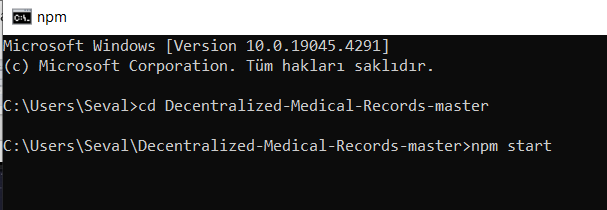 npm
Microsoft Windows [Version 10.0.19045.4291]
(c) Microsoft Corporation. Tüm hakları saklıdır.
C:\Users\Seval>cd Decentralized-Medical-Records-master
C:\Users\Seval\Decentralized-Medical-Records-master>npm start